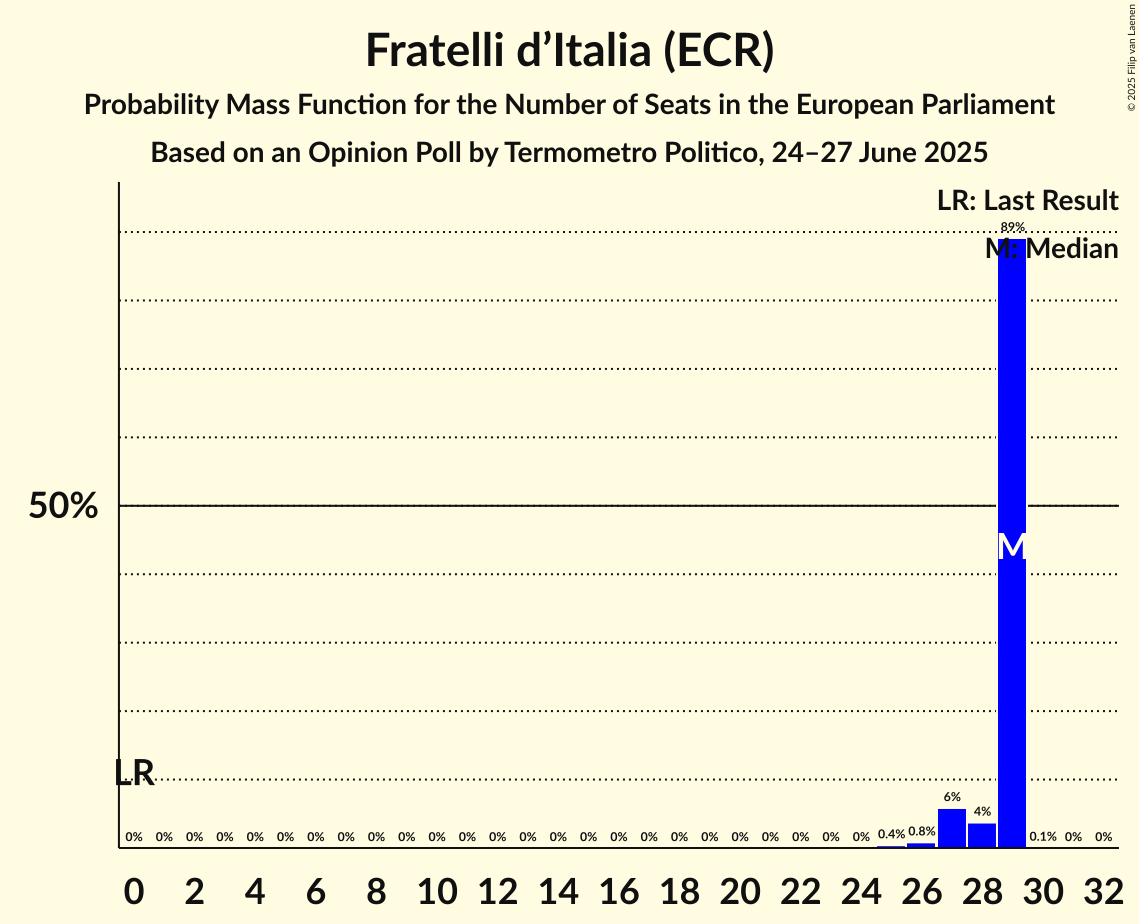 Fratelli d’Italia (ECR)
Probability Mass Function for the Number of Seats in the European Parliament
Based on an Opinion Poll by Termometro Politico, 24–27 June 2025
© 2025 Filip van Laenen
LR: Last Result
89%
M: Median
50%
M
LR
0% 0% 0% 0% 0% 0% 0% 0% 0% 0% 0% 0% 0% 0% 0% 0% 0% 0% 0% 0% 0% 0% 0% 0% 0% 0.4% 0.8% 6% 4% 0.1% 0% 0%
0 2 4 6 8 10 12 14 16 18 20 22 24 26 28 30 32